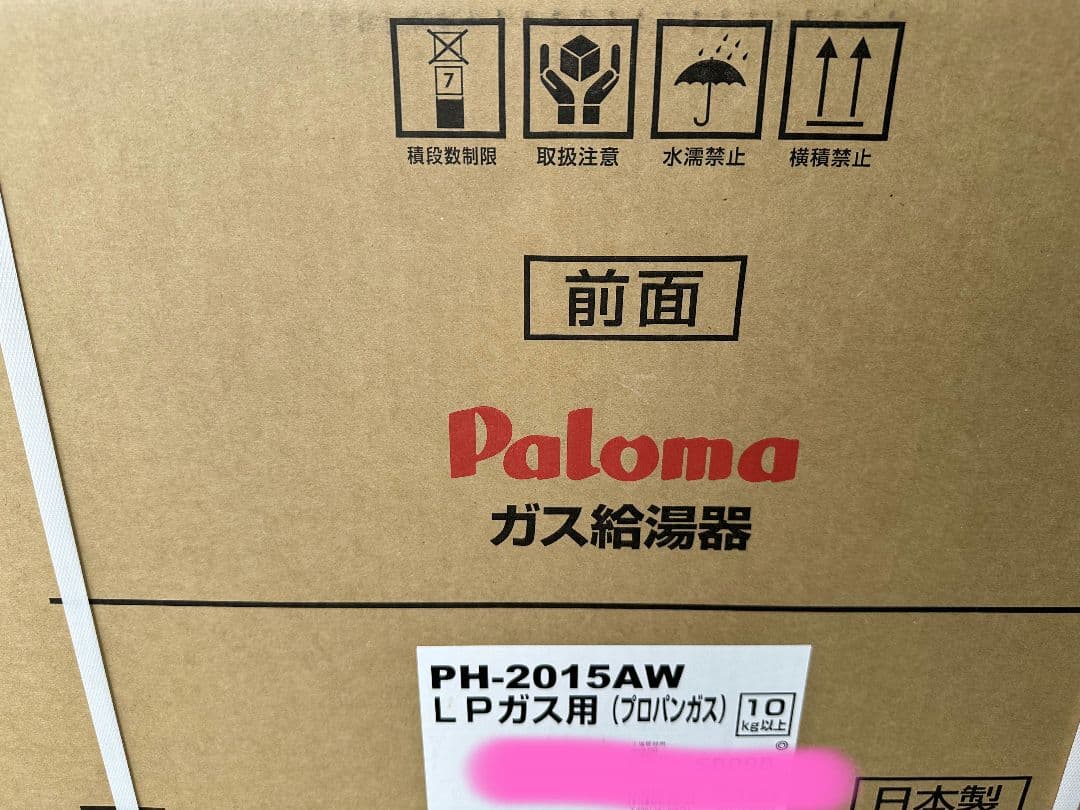 7
積段数制限 取扱注意 水濡禁止 横積禁止
前面
Paloma
ガス給湯器
PH-2015AW
LPガス用(プロパンガス) 10
kg以上
日本製